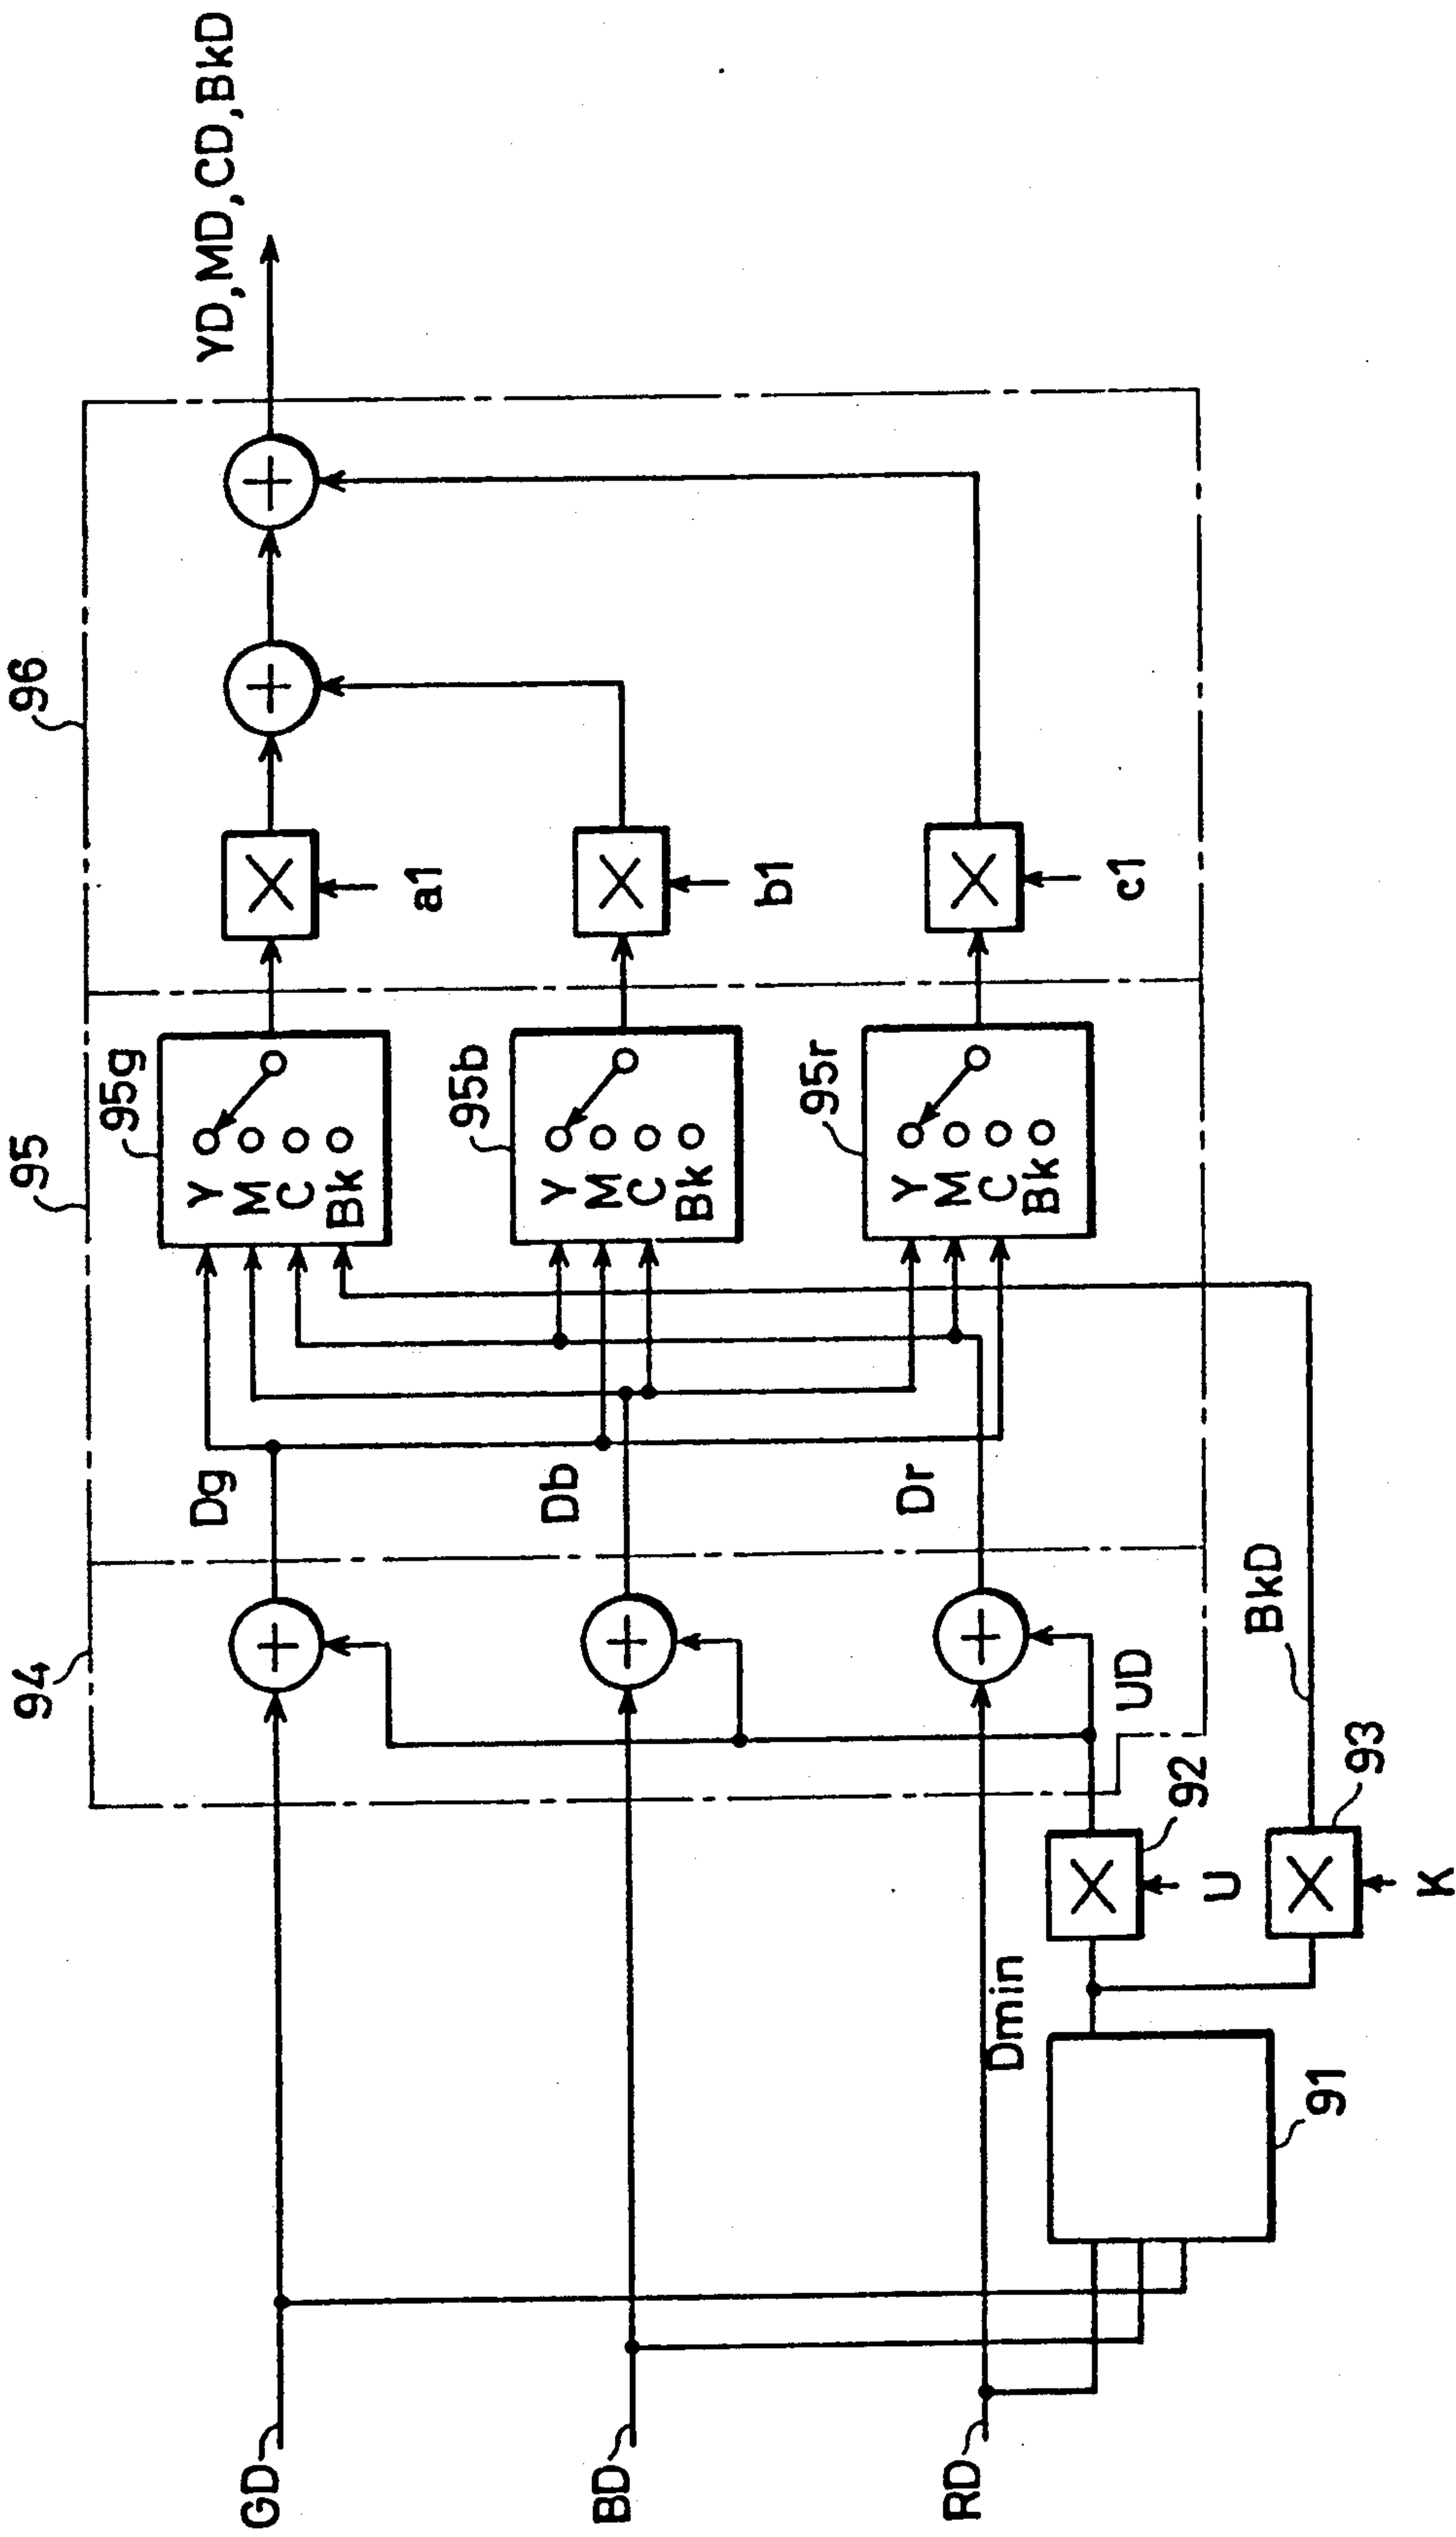 GD
BD
RD
91
Dmin
92
U
93
K
94
UD
BkD
Dg
Db
Dr
95
95g
Y
M
C
Bk
95b
Y
M
C
Bk
95r
Y
M
C
Bk
96
a1
b1
c1
YD, MD, CD, BkD